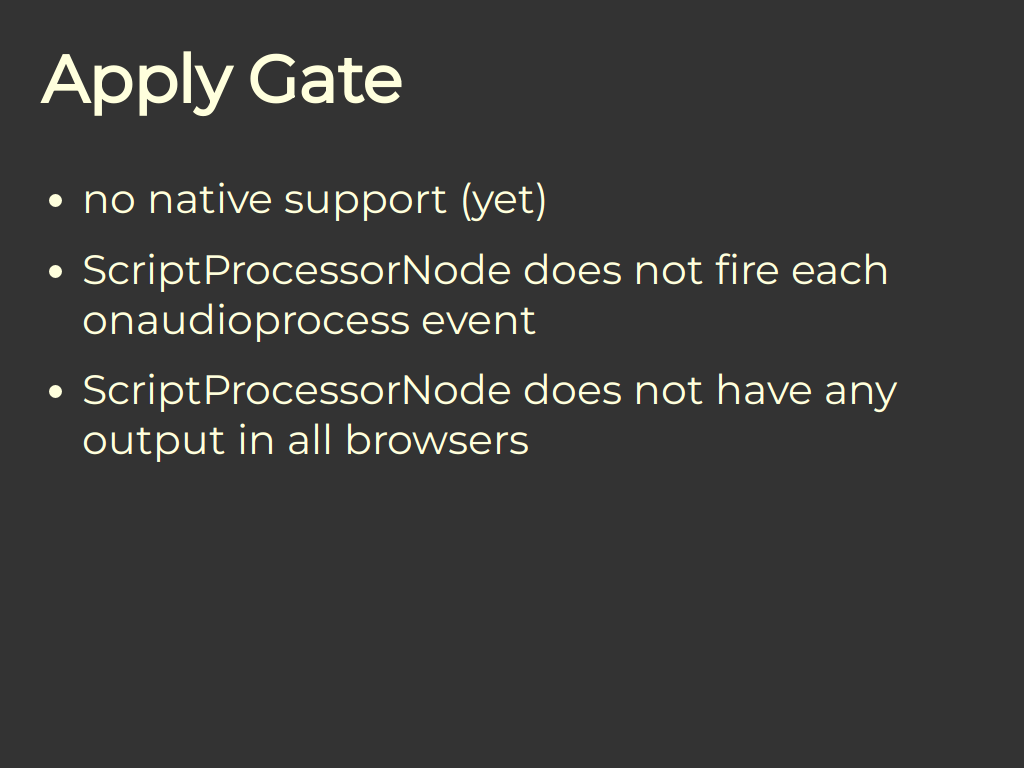 Apply Gate
• no native support (yet)
• ScriptProcessorNode does not fire each
onaudioprocess event
• ScriptProcessorNode does not have any
output in all browsers